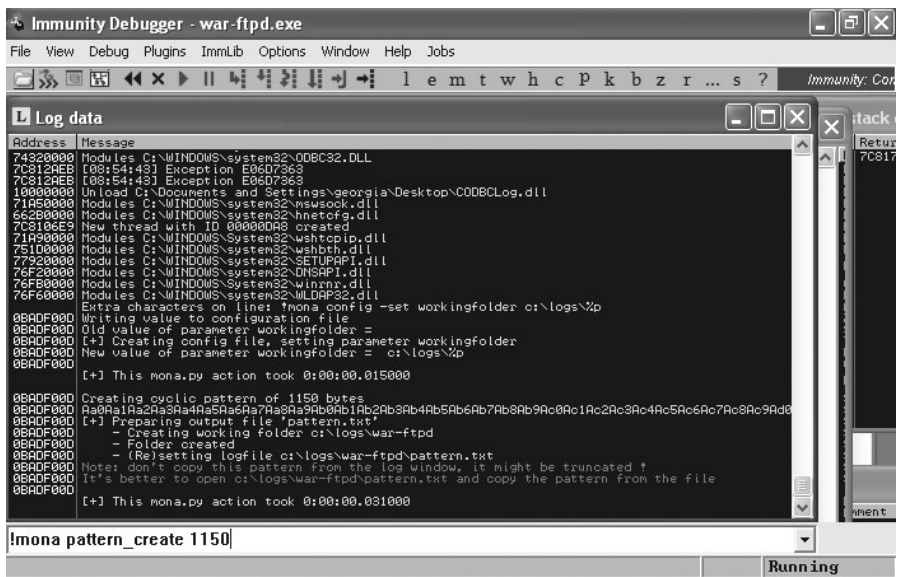 Immunity Debugger - war-ftpd.exe
File View Debug Plugins ImmLib Options Window Help Jobs
l e m t w h c P k b z r ... s ? Immunity: Con
L Log data
stack
Address Message
Retur
74320000 Modules C:\WINDOWS\system32\ODBC32.DLL
7C817
7C812AEB [08:54:43] Exception E06D7363
7C812AEB [08:54:43] Exception E06D7363
10000000 Unload C:\Documents and Settings\georgia\Desktop\CODBCLog.dll
71A50000 Modules C:\WINDOWS\system32\mswsock.dll
662B0000 Modules C:\WINDOWS\system32\hnetcfg.dll
7C8106E9 New thread with ID 00000DA8 created
71A90000 Modules C:\WINDOWS\System32\wshtcpip.dll
751D0000 Modules C:\WINDOWS\system32\wshbth.dll
77920000 Modules C:\WINDOWS\system32\SETUPAPI.dll
76F20000 Modules C:\WINDOWS\system32\DNSAPI.dll
76FB0000 Modules C:\WINDOWS\System32\winrnr.dll
76F60000 Modules C:\WINDOWS\system32\WLDAP32.dll
Extra characters on line: !mona config -set workingfolder c:\logs\%p
0BADF00D Writing value to configuration file
0BADF00D Old value of parameter workingfolder =
0BADF00D [+] Creating config file, setting parameter workingfolder
0BADF00D New value of parameter workingfolder = c:\logs\%p
0BADF00D
[+] This mona.py action took 0:00:00.015000
0BADF00D Creating cyclic pattern of 1150 bytes
0BADF00D Aa0Aa1Aa2Aa3Aa4Aa5Aa6Aa7Aa8Aa9Ab0Ab1Ab2Ab3Ab4Ab5Ab6Ab7Ab8Ab9Ac0Ac1Ac2Ac3Ac4Ac5Ac6Ac7Ac8Ac9Ad0
0BADF00D [+] Preparing output file 'pattern.txt'
0BADF00D - Creating working folder c:\logs\war-ftpd
0BADF00D - Folder created
0BADF00D - (Re)setting logfile c:\logs\war-ftpd\pattern.txt
0BADF00D Note: don't copy this pattern from the log window, it might be truncated !
0BADF00D It's better to open c:\logs\war-ftpd\pattern.txt and copy the pattern from the file
0BADF00D
[+] This mona.py action took 0:00:00.031000
mment
!mona pattern_create 1150
Running